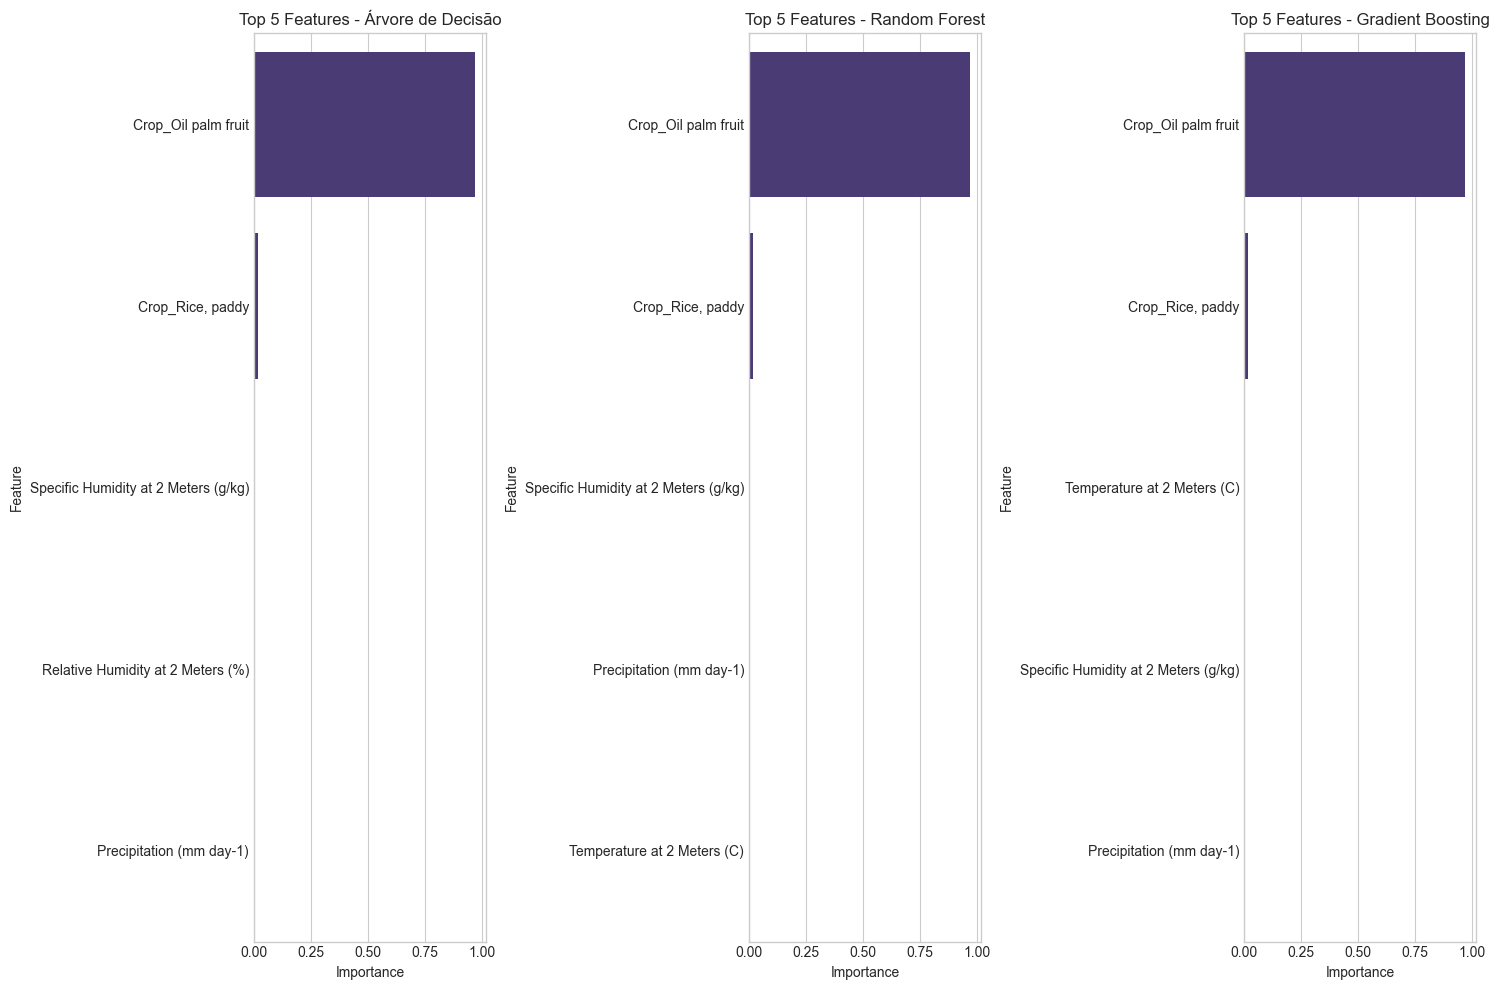 Top 5 Features - Árvore de Decisão
Feature
Crop_Oil palm fruit
Crop_Rice, paddy
Specific Humidity at 2 Meters (g/kg)
Relative Humidity at 2 Meters (%)
Precipitation (mm day-1)
0.00 0.25 0.50 0.75 1.00
Importance
Top 5 Features - Random Forest
Feature
Crop_Oil palm fruit
Crop_Rice, paddy
Specific Humidity at 2 Meters (g/kg)
Precipitation (mm day-1)
Temperature at 2 Meters (C)
0.00 0.25 0.50 0.75 1.00
Importance
Top 5 Features - Gradient Boosting
Feature
Crop_Oil palm fruit
Crop_Rice, paddy
Temperature at 2 Meters (C)
Specific Humidity at 2 Meters (g/kg)
Precipitation (mm day-1)
0.00 0.25 0.50 0.75 1.00
Importance